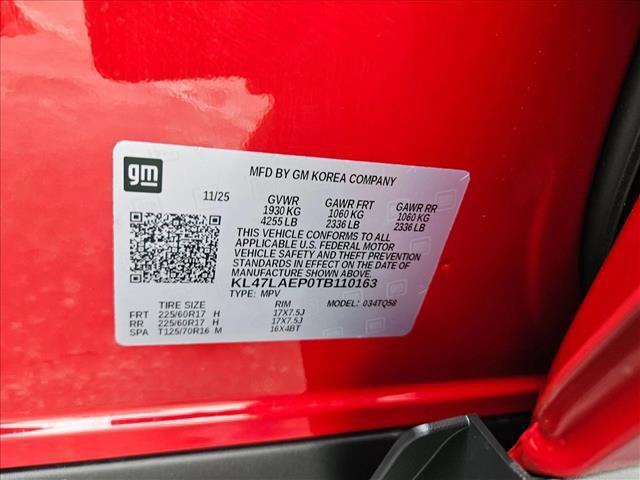 gm
MFD BY GM KOREA COMPANY
11/25 GVWR GAWR FRT GAWR RR
1930 KG 1060 KG 1060 KG
4255 LB 2336 LB 2336 LB
THIS VEHICLE CONFORMS TO ALL
APPLICABLE U.S. FEDERAL MOTOR
VEHICLE SAFETY AND THEFT PREVENTION
STANDARDS IN EFFECT ON THE DATE OF
MANUFACTURE SHOWN ABOVE.
KL47LAEP0TB110163
TYPE: MPV MODEL: 034TQ58
TIRE SIZE RIM
FRT 225/60R17 H 17X7.5J
RR 225/60R17 H 17X7.5J
SPA T125/70R16 M 16X4BT